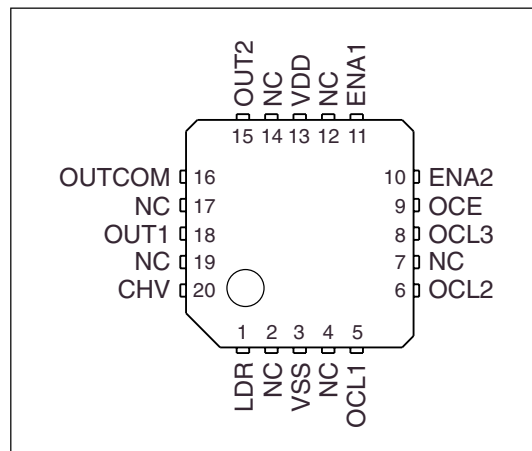 OUT2
NC
VDD
NC
ENA1
15 14 13 12 11
OUTCOM 16
NC 17
OUT1 18
NC 19
CHV 20
10 ENA2
9 OCE
8 OCL3
7 NC
6 OCL2
1 2 3 4 5
LDR
NC
VSS
NC
OCL1